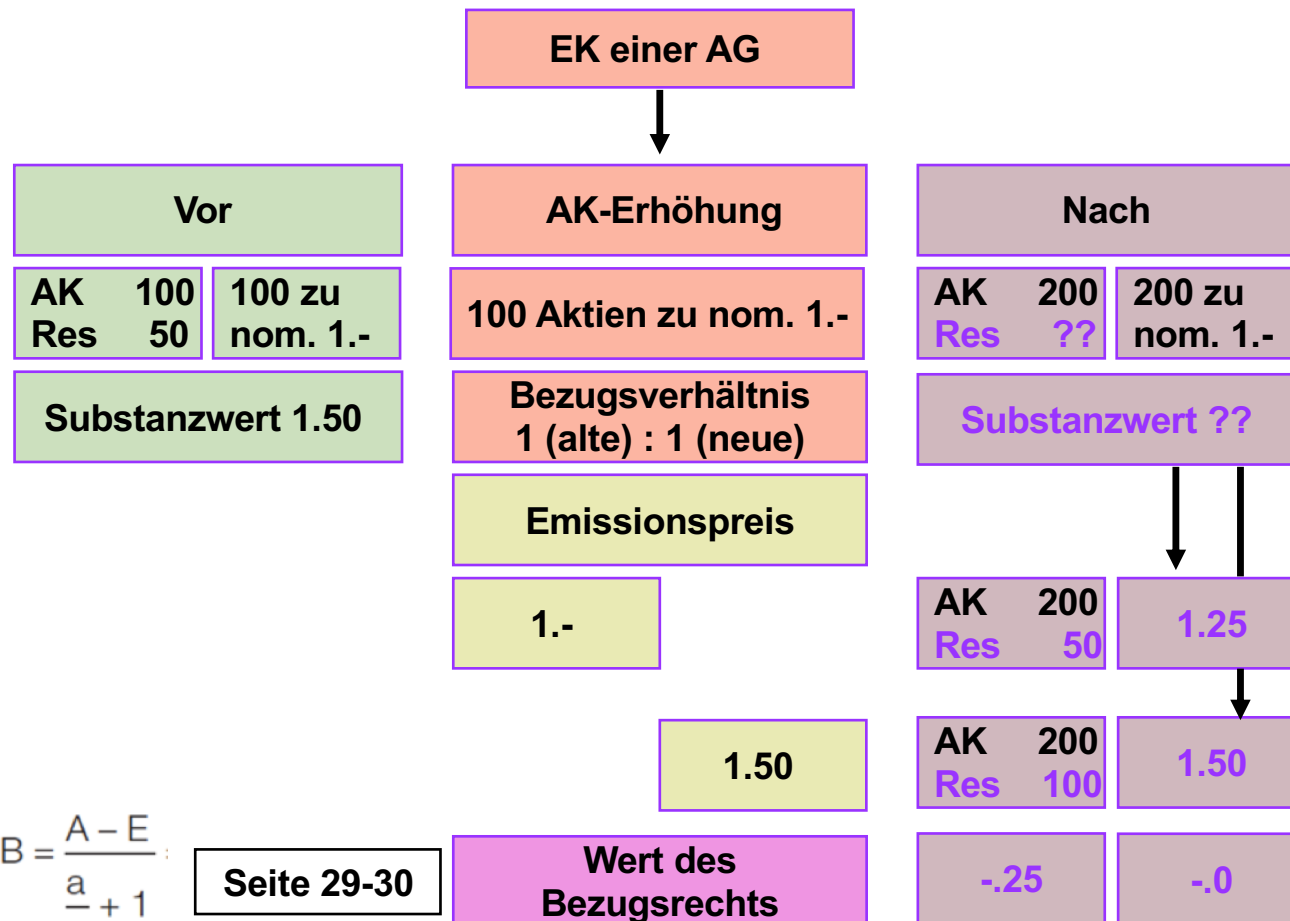 EK einer AG
Vor
AK-Erhöhung
Nach
AK 100
Res 50
100 zu
nom. 1.-
100 Aktien zu nom. 1.-
AK 200
Res ??
200 zu
nom. 1.-
Substanzwert 1.50
Bezugsverhältnis
1 (alte) : 1 (neue)
Substanzwert ??
Emissionspreis
1.-
AK 200
Res 50
1.25
1.50
AK 200
Res 100
1.50
B = A – E
a + 1
Seite 29-30
Wert des
Bezugsrechts
-.25
-.0